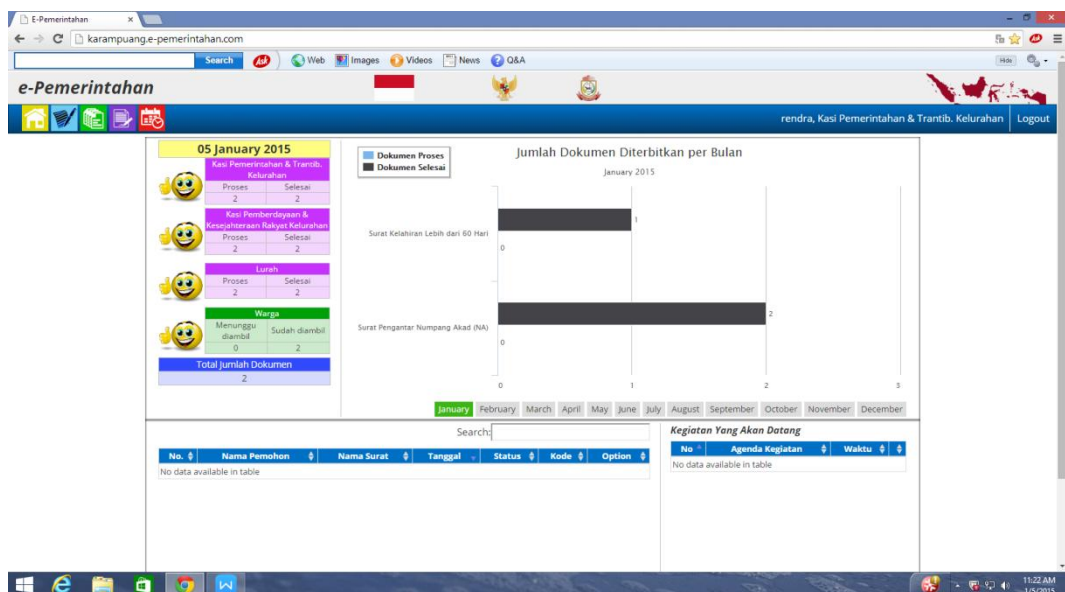 E-Pemerintahan
karampuang.e-pemerintahan.com
Search Ask Web Images Videos News Q&A Hide
e-Pemerintahan
rendra, Kasi Pemerintahan & Trantib. Kelurahan Logout
05 January 2015
Kasi Pemerintahan & Trantib.
Kelurahan
Proses Selesai
2 2
Kasi Pemberdayaan &
Kesejahteraan Rakyat Kelurahan
Proses Selesai
2 2
Lurah
Proses Selesai
2 2
Warga
Menunggu
diambil
Sudah diambil
0 2
Total Jumlah Dokumen
2
Dokumen Proses
Dokumen Selesai
Jumlah Dokumen Diterbitkan per Bulan
January 2015
1
Surat Kelahiran Lebih dari 60 Hari
0
2
Surat Pengantar Numpang Akad (NA)
0
0 1 2 3
January February March April May June July August September October November December
Search:
No. Nama Pemohon Nama Surat Tanggal Status Kode Option
No data available in table
Kegiatan Yang Akan Datang
No Agenda Kegiatan Waktu
No data available in table
11:22 AM
1/5/2015